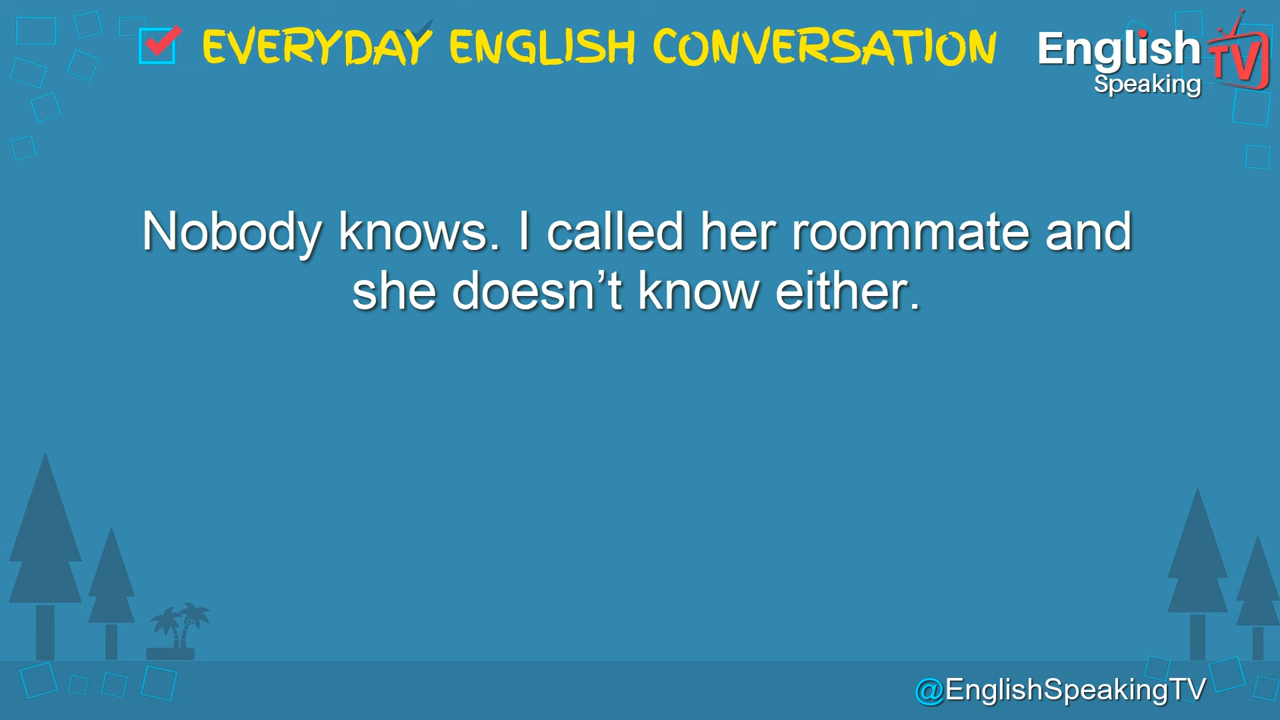 EVERYDAY ENGLISH CONVERSATION
English
Speaking
TV
Nobody knows. I called her roommate and
she doesn’t know either.
@EnglishSpeakingTV